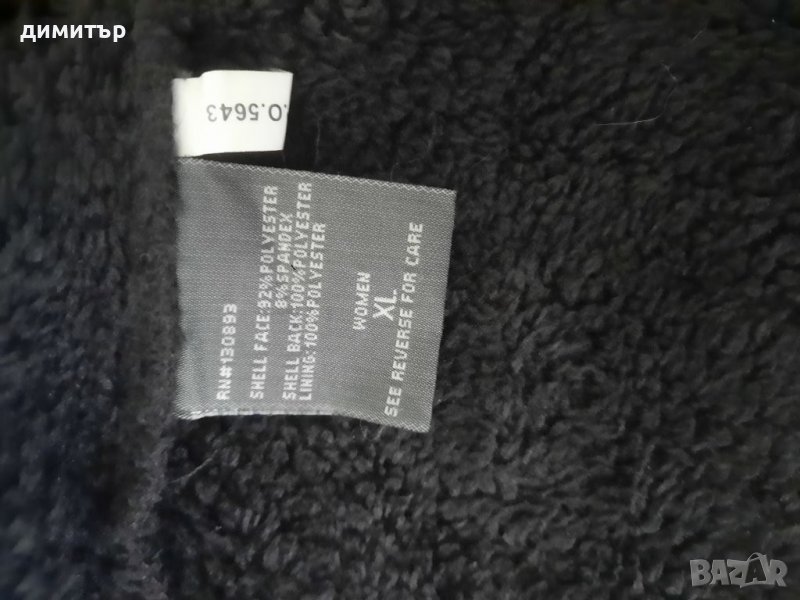 димитър
.O.5643
RN#130893
SHELL FACE:92%POLYESTER
8%SPANDEX
SHELL BACK:100%POLYESTER
LINING:100%POLYESTER
WOMEN
XL
SEE REVERSE FOR CARE
BAZAR